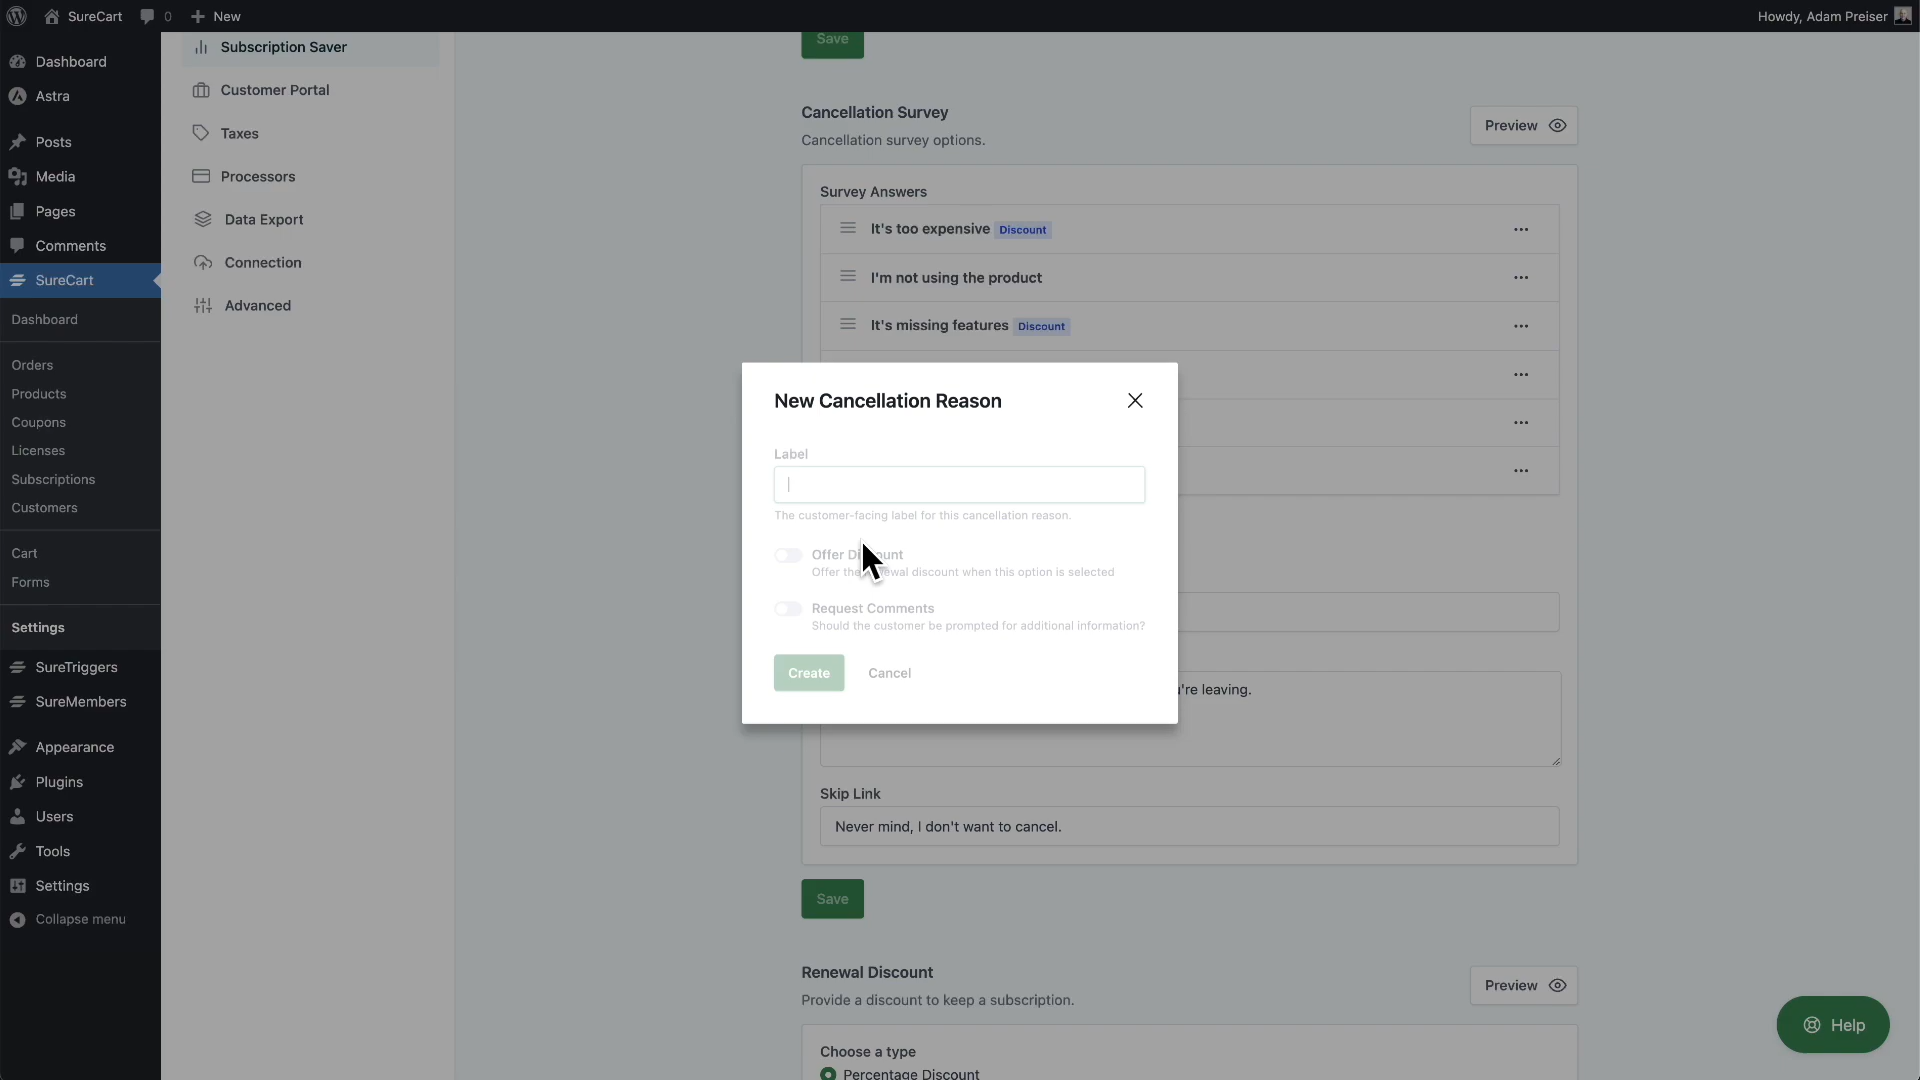 SureCart
0
New
Howdy, Adam Preiser
Dashboard
Astra
Posts
Media
Pages
Comments
SureCart
Dashboard
Orders
Products
Coupons
Licenses
Subscriptions
Customers
Cart
Forms
Settings
SureTriggers
SureMembers
Appearance
Plugins
Users
Tools
Settings
Collapse menu
Subscription Saver
Customer Portal
Taxes
Processors
Data Export
Connection
Advanced
Save
Cancellation Survey
Cancellation survey options.
Preview
Survey Answers
It's too expensive Discount
I'm not using the product
It's missing features Discount
New Cancellation Reason
Label
The customer-facing label for this cancellation reason.
Offer
Offer discount when this option is selected
Request Comments
Should the customer be prompted for additional information?
Create Cancel
leaving.
Skip Link
Never mind, I don't want to cancel.
Save
Renewal Discount
Provide a discount to keep a subscription.
Preview
Choose a type
Percentage Discount
Help